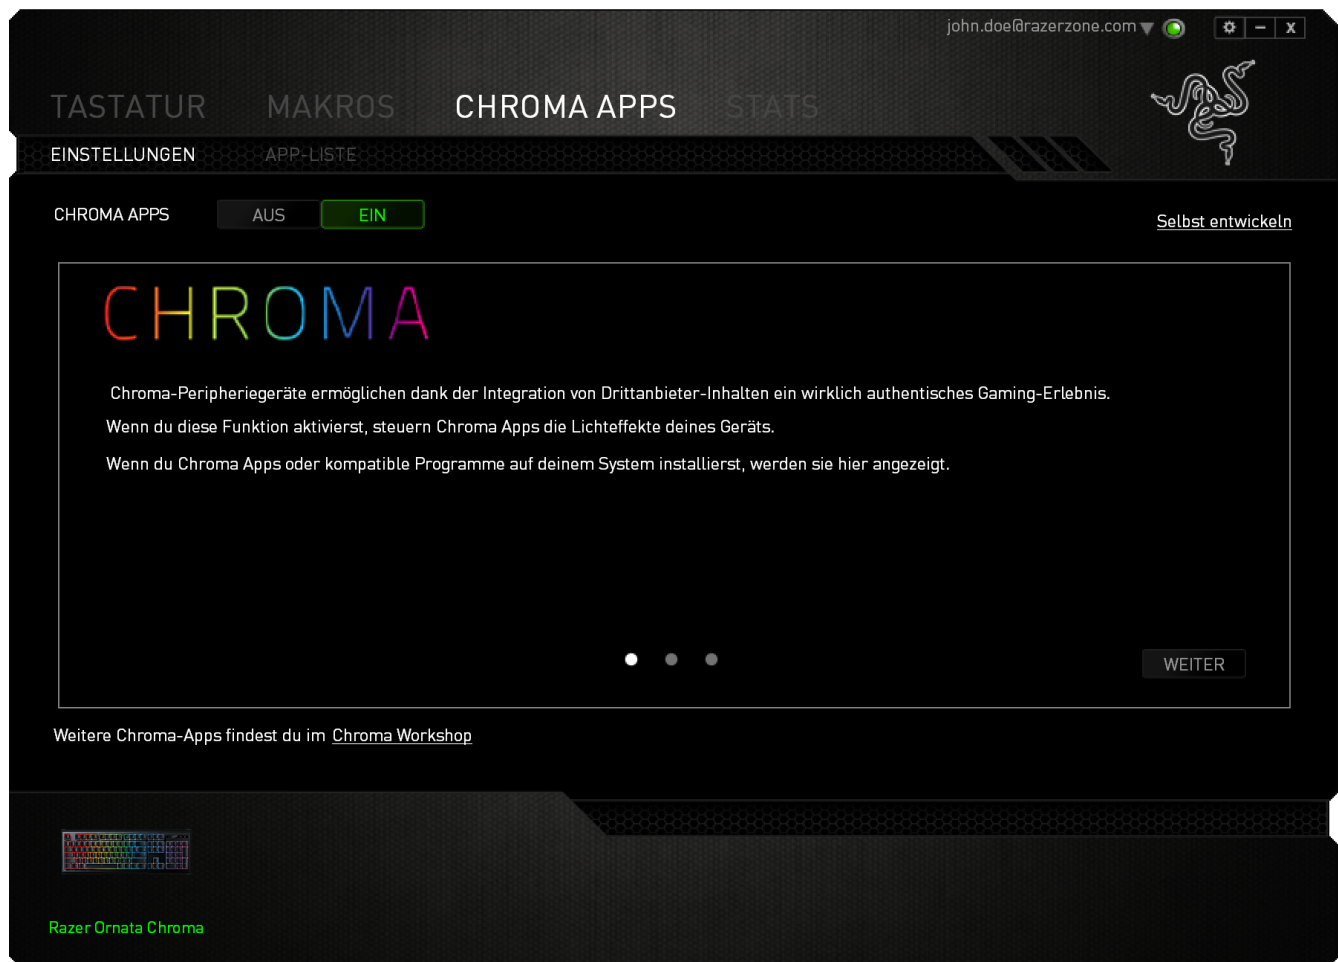 john.doe@razerzone.com
TASTATUR MAKROS CHROMA APPS STATS
EINSTELLUNGEN APP-LISTE
CHROMA APPS AUS EIN
Selbst entwickeln
CHROMA
Chroma-Peripheriegeräte ermöglichen dank der Integration von Drittanbieter-Inhalten ein wirklich authentisches Gaming-Erlebnis.
Wenn du diese Funktion aktivierst, steuern Chroma Apps die Lichteffekte deines Geräts.
Wenn du Chroma Apps oder kompatible Programme auf deinem System installierst, werden sie hier angezeigt.
WEITER
Weitere Chroma-Apps findest du im Chroma Workshop
Razer Ornata Chroma